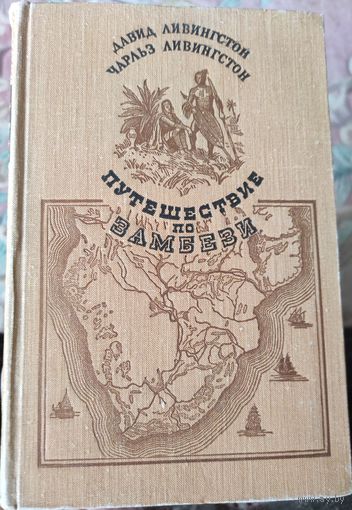 ДАВИД ЛИВИНГСТОН
ЧАРЛЬЗ ЛИВИНГСТОН
ПУТЕШЕСТВИЕ
ПО
ЗАМБЕЗИ